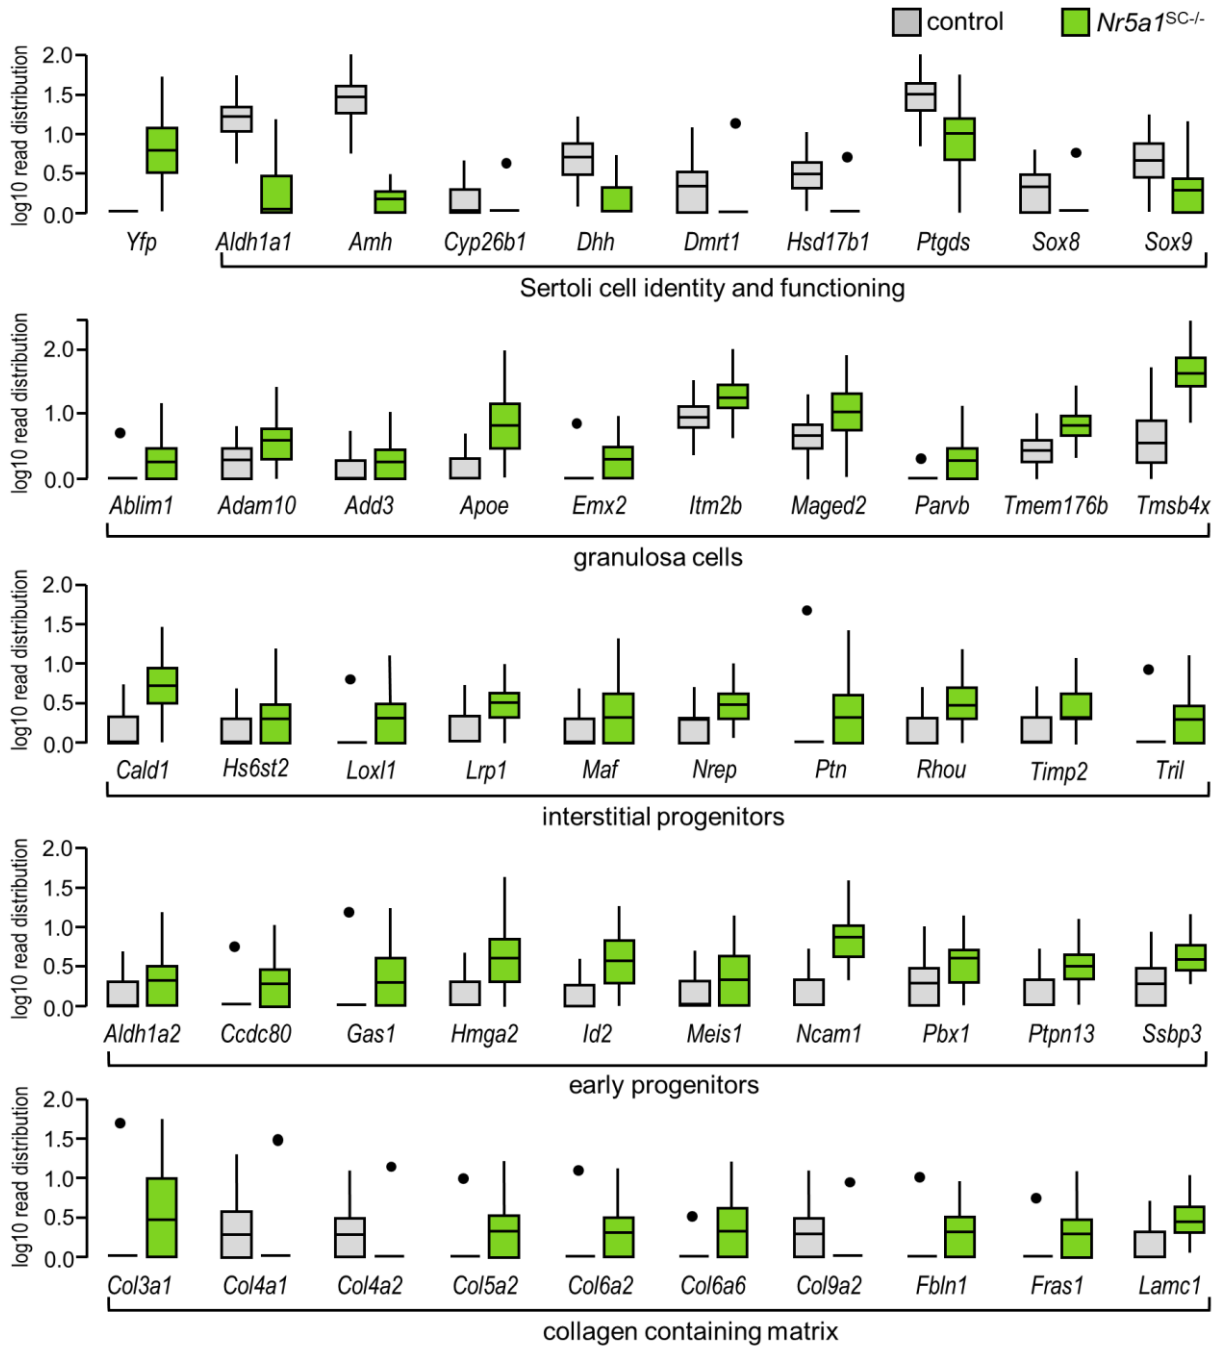 control Nr5a1SC-/-
log10 read distribution
2.0
1.5
1.0
0.5
0.0
Yfp Aldh1a1 Amh Cyp26b1 Dhh Dmrt1 Hsd17b1 Ptgds Sox8 Sox9
Sertoli cell identity and functioning
log10 read distribution
2.0
1.0
0.0
Ablim1 Adam10 Add3 Apoe Emx2 Itm2b Maged2 Parvb Tmem176b Tmsb4x
granulosa cells
log10 read distribution
2.0
1.5
1.0
0.5
0.0
Cald1 Hs6st2 Loxl1 Lrp1 Maf Nrep Ptn Rhou Timp2 Tril
interstitial progenitors
log10 read distribution
2.0
1.5
1.0
0.5
0.0
Aldh1a2 Ccdc80 Gas1 Hmga2 Id2 Meis1 Ncam1 Pbx1 Ptpn13 Ssbp3
early progenitors
log10 read distribution
2.0
1.5
1.0
0.5
0.0
Col3a1 Col4a1 Col4a2 Col5a2 Col6a2 Col6a6 Col9a2 Fbln1 Fras1 Lamc1
collagen containing matrix